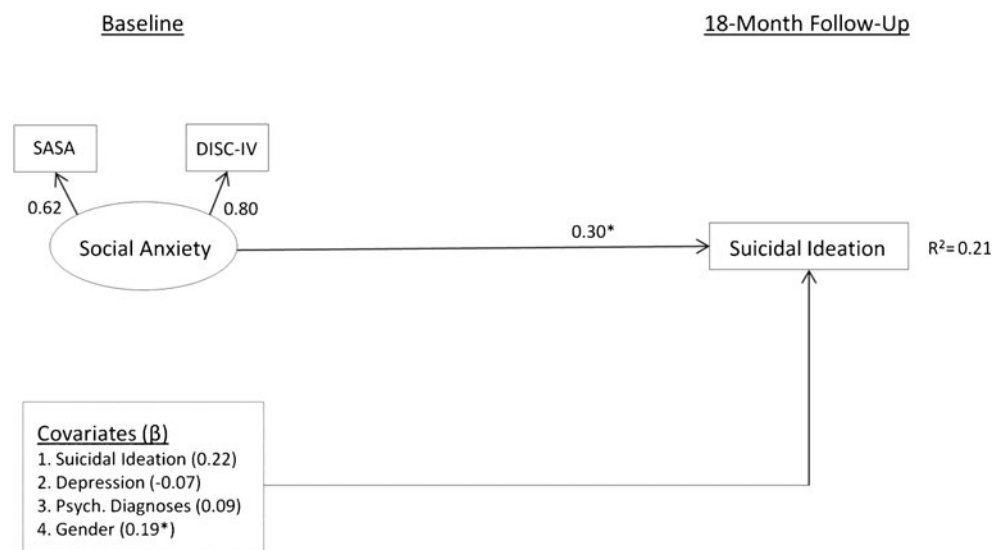 Baseline
18-Month Follow-Up
SASA
DISC-IV
0.62
0.80
Social Anxiety
0.30*
Suicidal Ideation
R²= 0.21
Covariates (β)
1. Suicidal Ideation (0.22)
2. Depression (-0.07)
3. Psych. Diagnoses (0.09)
4. Gender (0.19*)